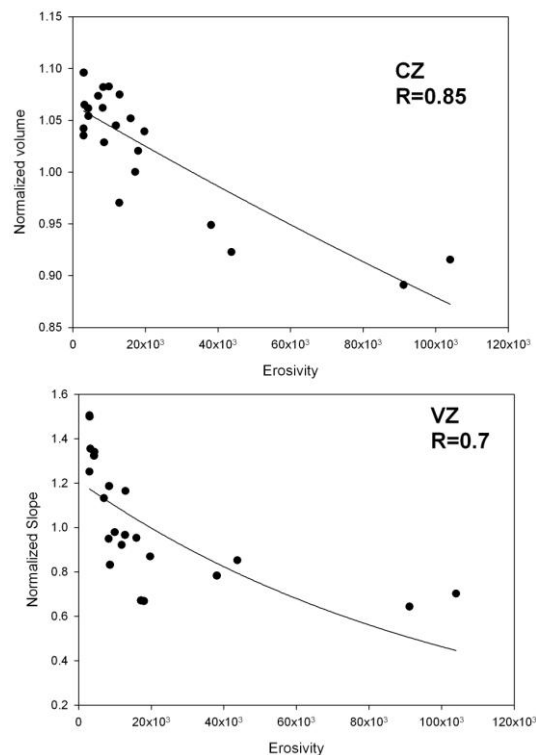 1.15
1.10
1.05
1.00
0.95
0.90
0.85
Normalized volume
CZ
R=0.85
0 20x10³ 40x10³ 60x10³ 80x10³ 100x10³ 120x10³
Erosivity
1.6
1.4
1.2
1.0
0.8
0.6
0.4
0.2
Normalized Slope
VZ
R=0.7
0 20x10³ 40x10³ 60x10³ 80x10³ 100x10³ 120x10³
Erosivity